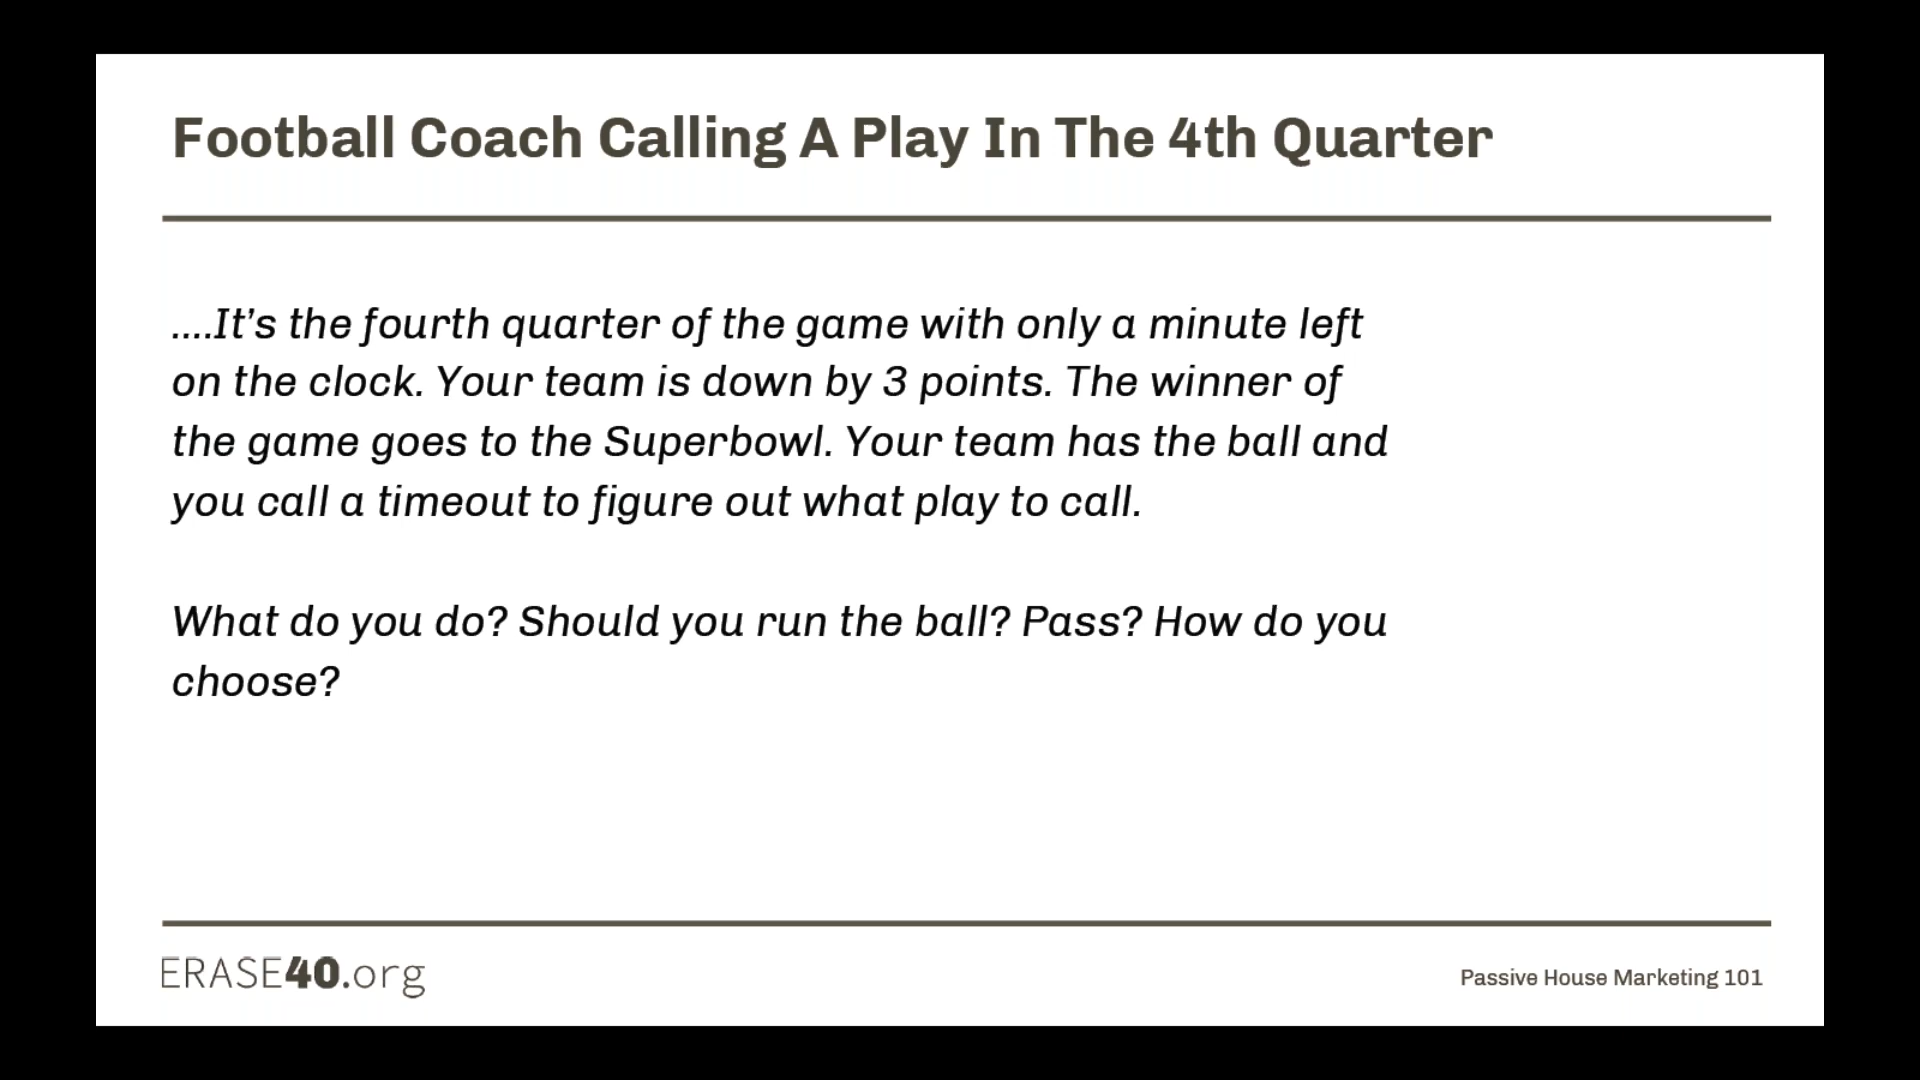 Football Coach Calling A Play In The 4th Quarter
....It’s the fourth quarter of the game with only a minute left
on the clock. Your team is down by 3 points. The winner of
the game goes to the Superbowl. Your team has the ball and
you call a timeout to figure out what play to call.
What do you do? Should you run the ball? Pass? How do you
choose?
ERASE40.org
Passive House Marketing 101